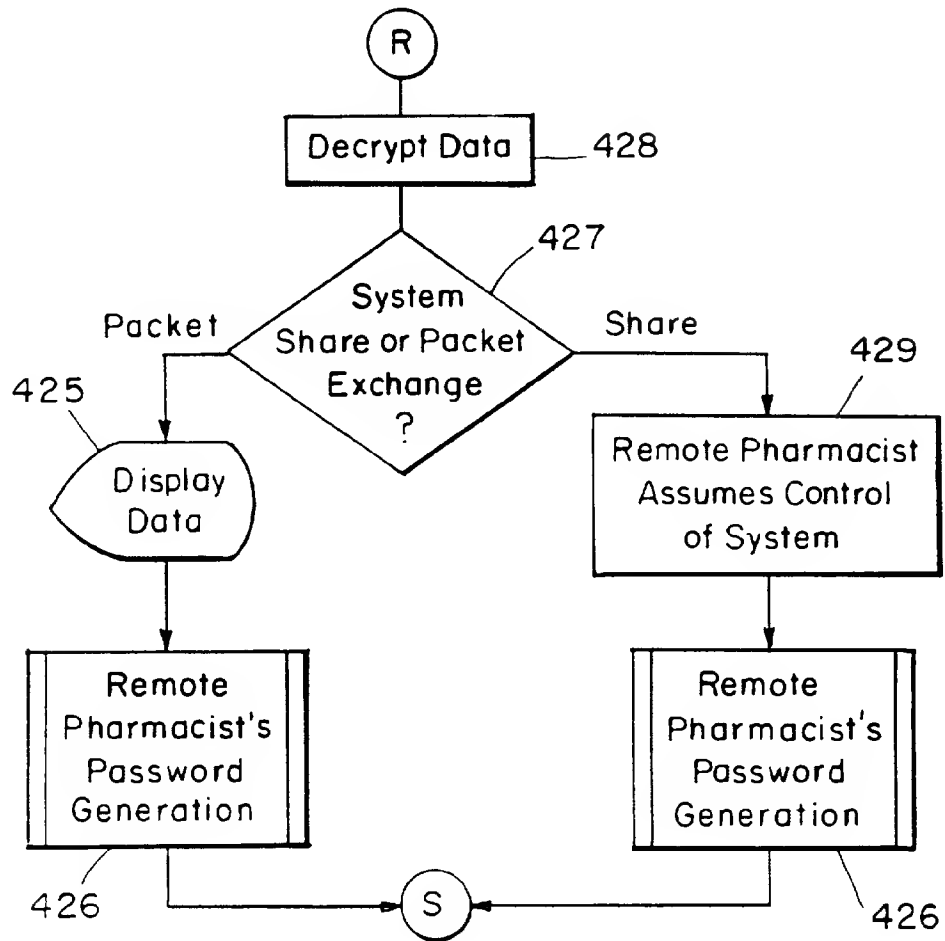 R
Decrypt Data
428
427
System
Share or Packet
Exchange
?
Packet
Share
425
429
Display
Data
Remote Pharmacist
Assumes Control
of System
Remote
Pharmacist's
Password
Generation
Remote
Pharmacist's
Password
Generation
426
S
426